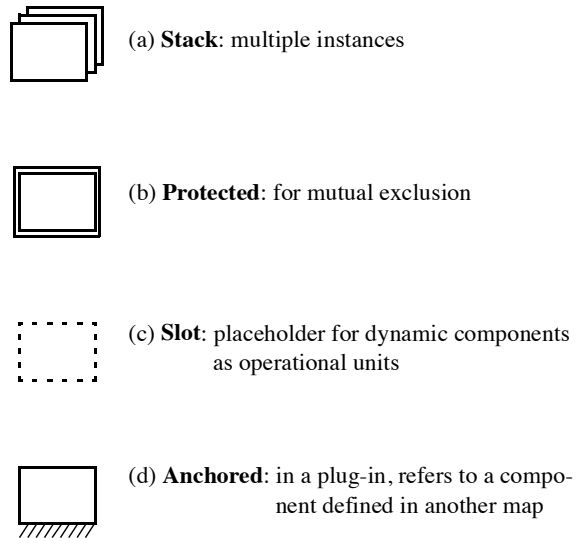 (a) Stack: multiple instances
(b) Protected: for mutual exclusion
(c) Slot: placeholder for dynamic components
as operational units
(d) Anchored: in a plug-in, refers to a compo-
nent defined in another map